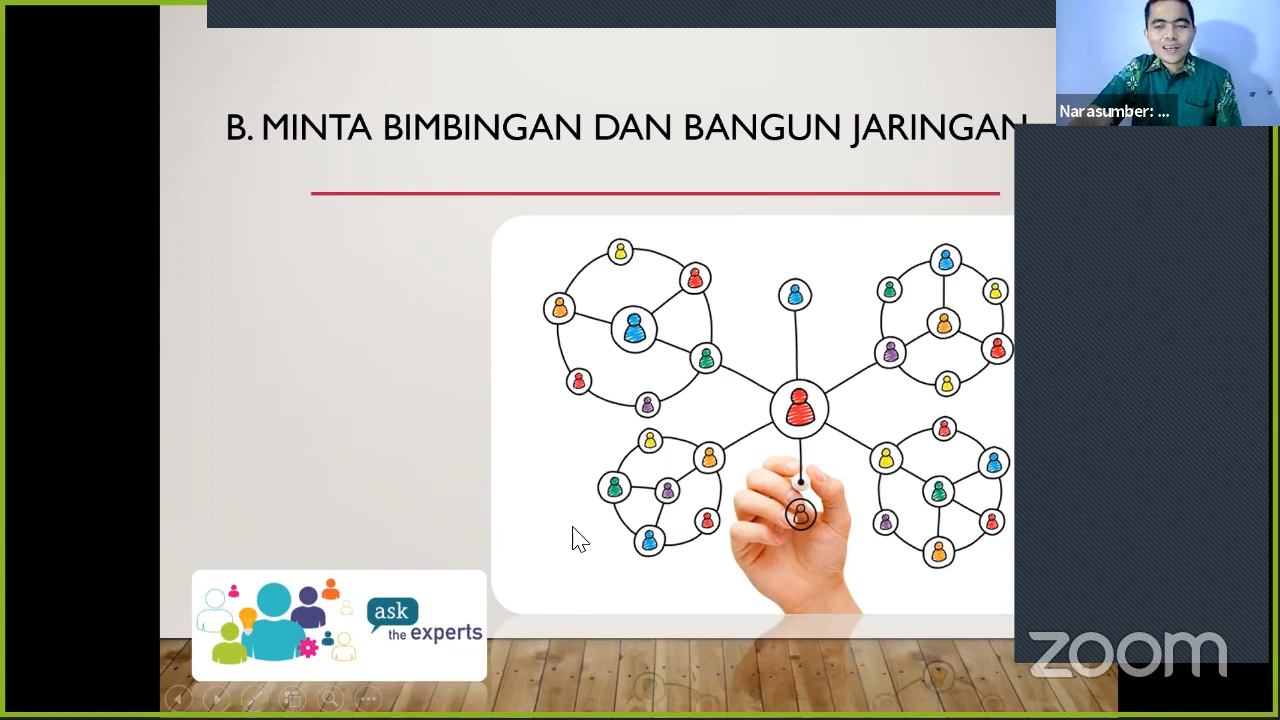 B. MINTA BIMBINGAN DAN BANGUN JARINGAN
Narasumber: ...
ask
the experts
zoom